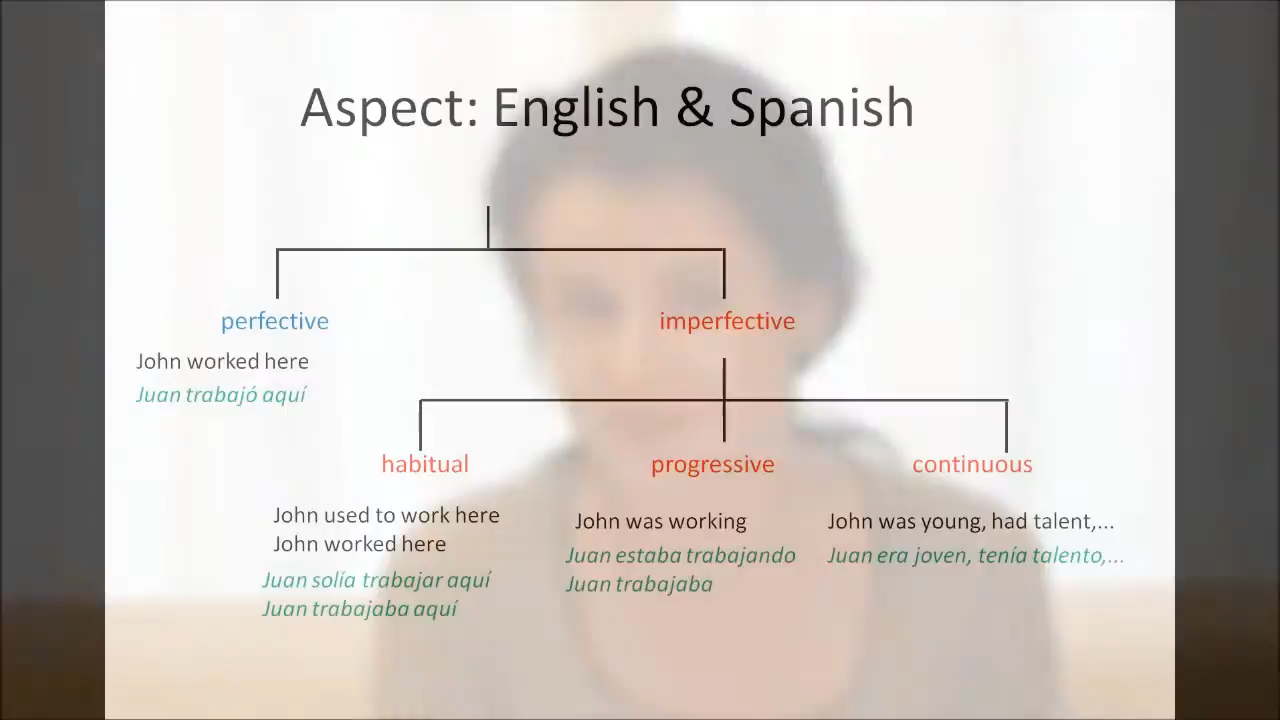 Aspect: English & Spanish
perfective
imperfective
John worked here
Juan trabajó aquí
habitual
progressive
continuous
John used to work here
John worked here
Juan solía trabajar aquí
Juan trabajaba aquí
John was working
Juan estaba trabajando
Juan trabajaba
John was young, had talent,...
Juan era joven, tenía talento,...